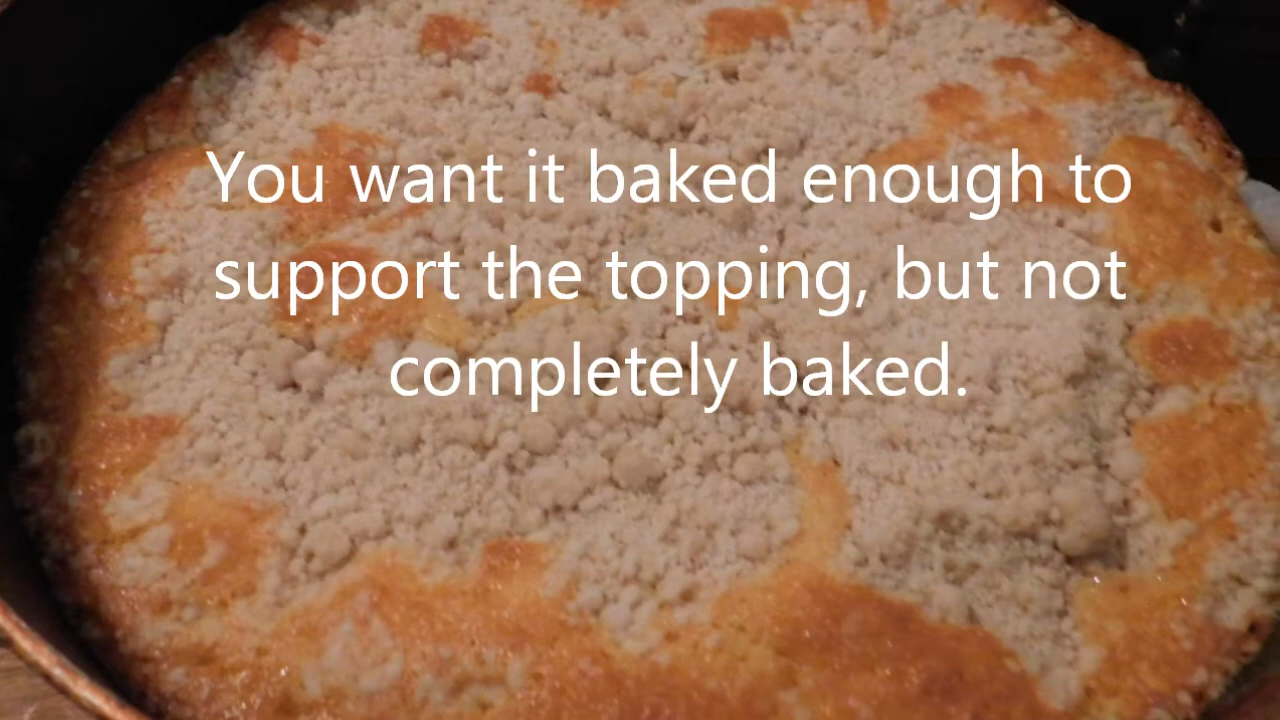 You want it baked enough to
support the topping, but not
completely baked.